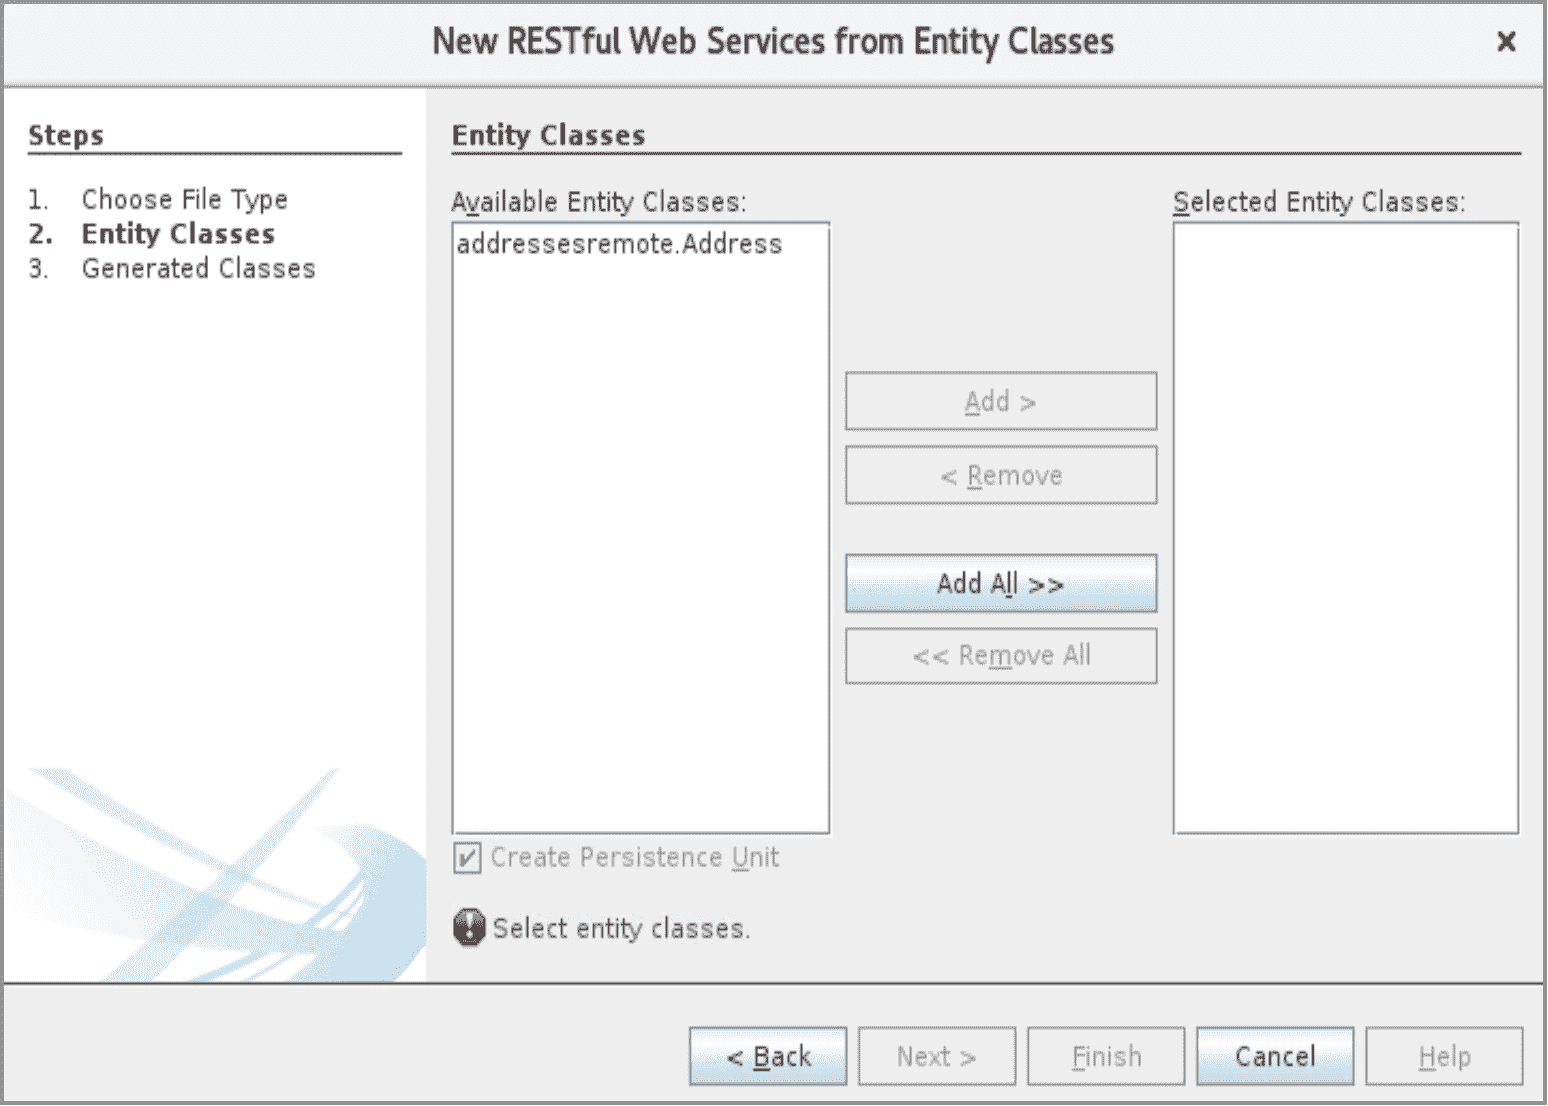 New RESTful Web Services from Entity Classes
Steps
1. Choose File Type
2. Entity Classes
3. Generated Classes
Entity Classes
Available Entity Classes:
addressesremote.Address
Selected Entity Classes:
Add >
< Remove
Add All >>
<< Remove All
Create Persistence Unit
Select entity classes.
< Back
Next >
Finish
Cancel
Help